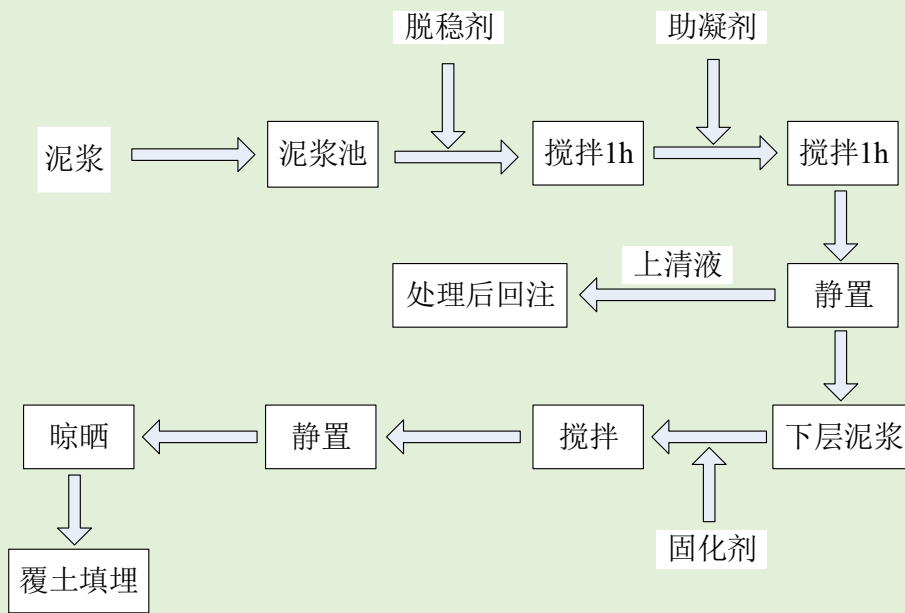 脱稳剂
助凝剂
泥浆
泥浆池
搅拌1h
搅拌1h
上清液
处理后回注
静置
晾晒
静置
搅拌
下层泥浆
固化剂
覆土填埋